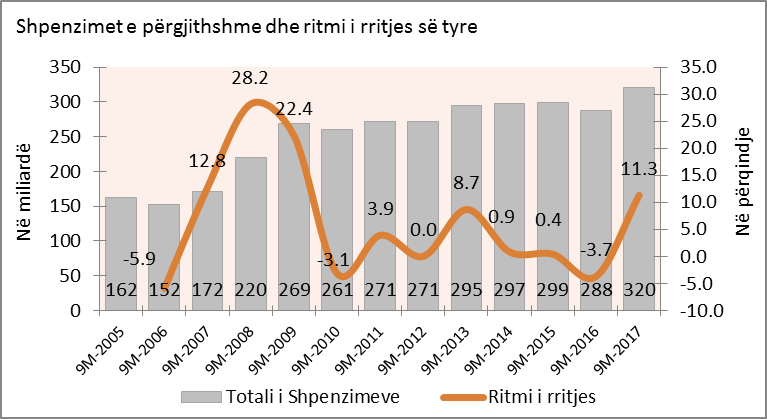 Shpenzimet e përgjithshme dhe ritmi i rritjes së tyre
Në miliardë
350
300
250
200
150
100
50
0
35.0
30.0
25.0
20.0
15.0
10.0
5.0
0.0
-5.0
-10.0
Në përqindje
-5.9
12.8
28.2
22.4
-3.1
3.9
0.0
8.7
0.9
0.4
-3.7
11.3
162 152 172 220 269 261 271 271 295 297 299 288 320
9M-2005
9M-2006
9M-2007
9M-2008
9M-2009
9M-2010
9M-2011
9M-2012
9M-2013
9M-2014
9M-2015
9M-2016
9M-2017
Totali i Shpenzimeve
Ritmi i rritjes